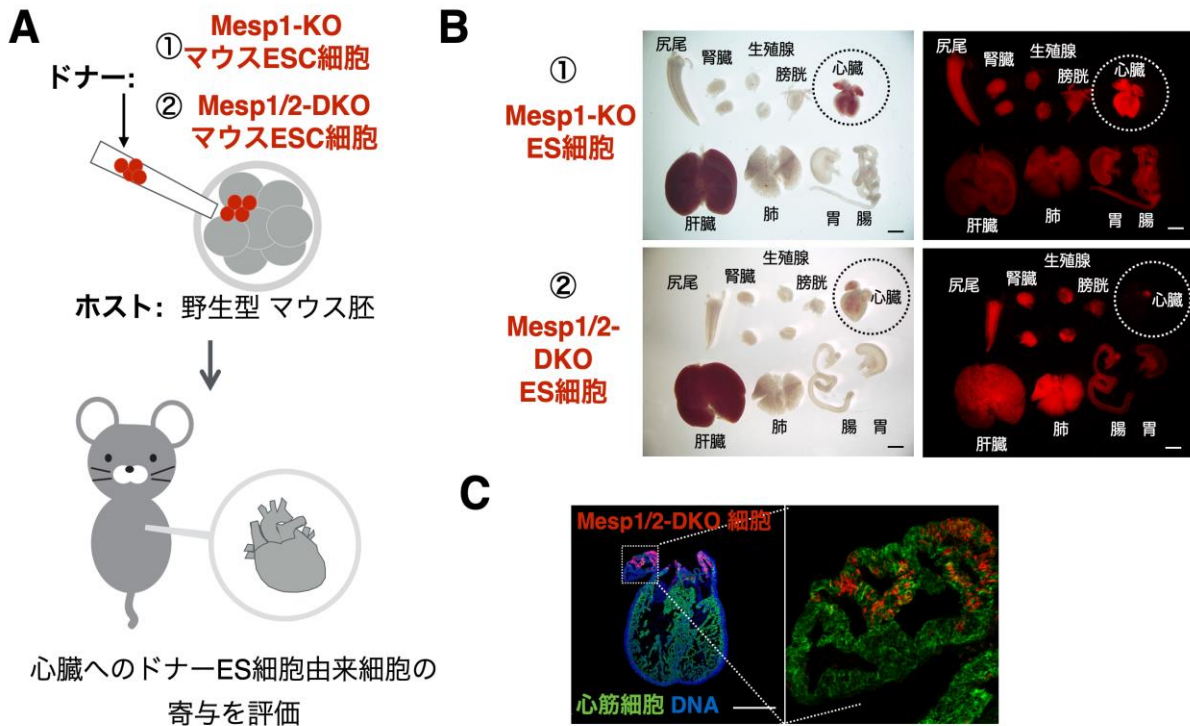 A
① Mesp1-KO
マウスESC細胞
ドナー:
② Mesp1/2-DKO
マウスESC細胞
ホスト: 野生型 マウス胚
心臓へのドナーES細胞由来細胞の
寄与を評価
B
①
Mesp1-KO
ES細胞
尻尾
腎臓
生殖腺
膀胱
心臓
肝臓
肺
胃
腸
尻尾
腎臓
生殖腺
膀胱
心臓
肝臓
肺
胃
腸
②
Mesp1/2-
DKO
ES細胞
尻尾
腎臓
生殖腺
膀胱
心臓
肝臓
肺
腸
胃
尻尾
腎臓
生殖腺
膀胱
心臓
肝臓
肺
腸
胃
C
Mesp1/2-DKO 細胞
心筋細胞 DNA